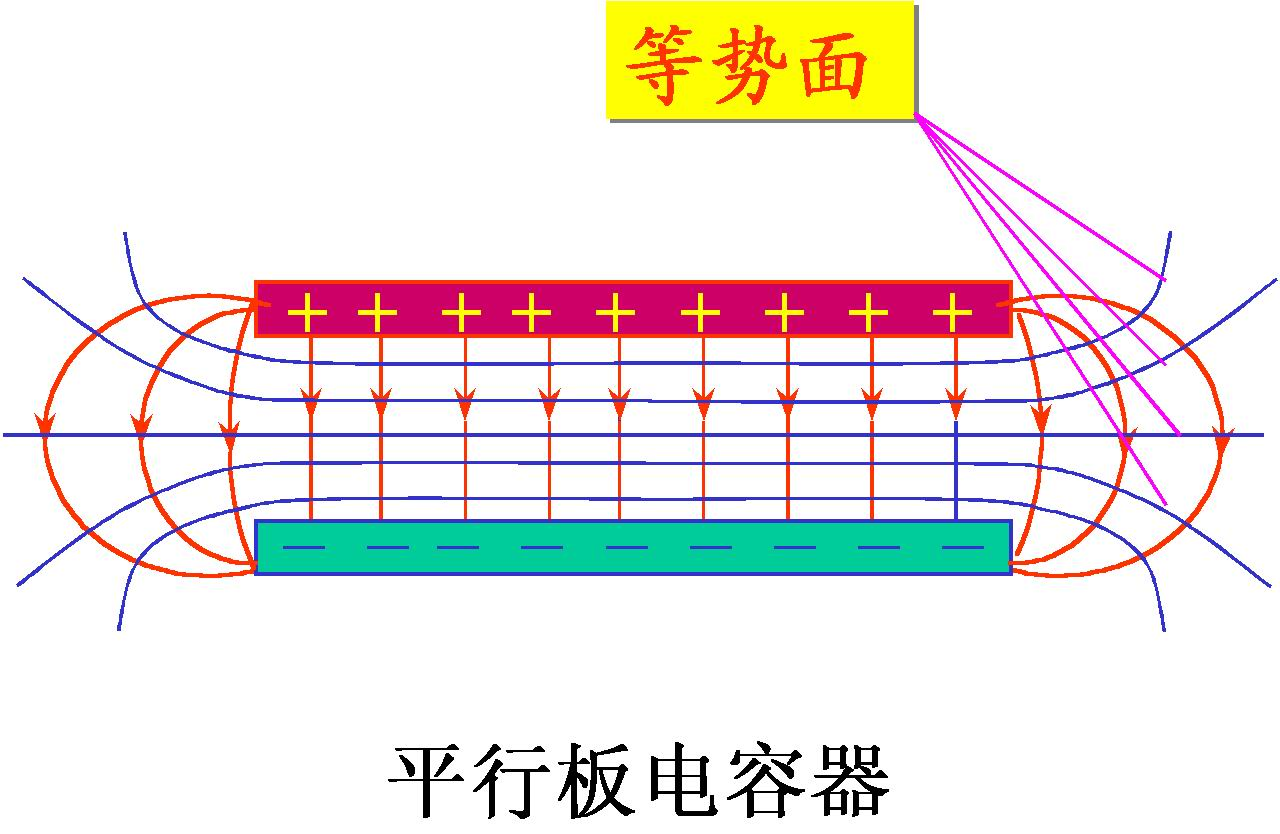 等势面
+ + + + + + + + +
— — — — — — — — —
平行板电容器